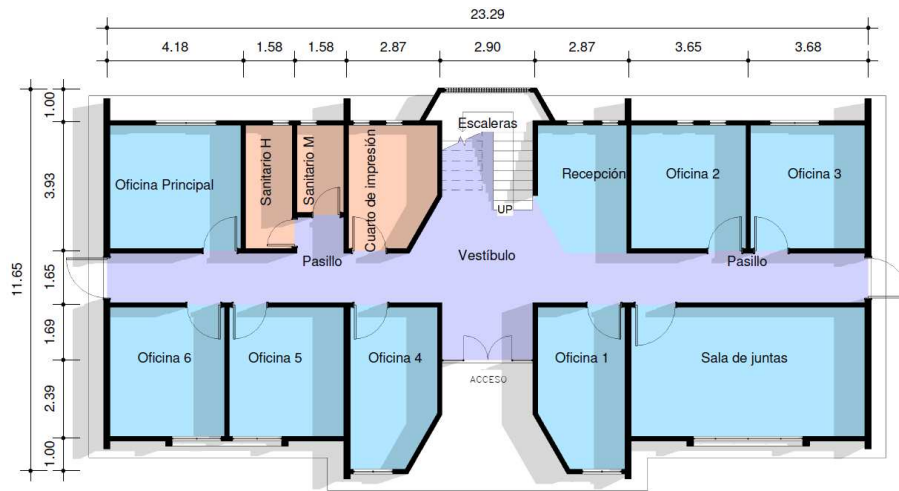 23.29
4.18 1.58 1.58 2.87 2.90 2.87 3.65 3.68
11.65
1.00
3.93
1.65
1.69
2.39
1.00
Escaleras
Oficina Principal
Sanitario H
Sanitario M
Cuarto de impresión
Recepción
Oficina 2
Oficina 3
UP
Pasillo
Vestíbulo
Pasillo
Oficina 6
Oficina 5
Oficina 4
Oficina 1
Sala de juntas
ACCESO